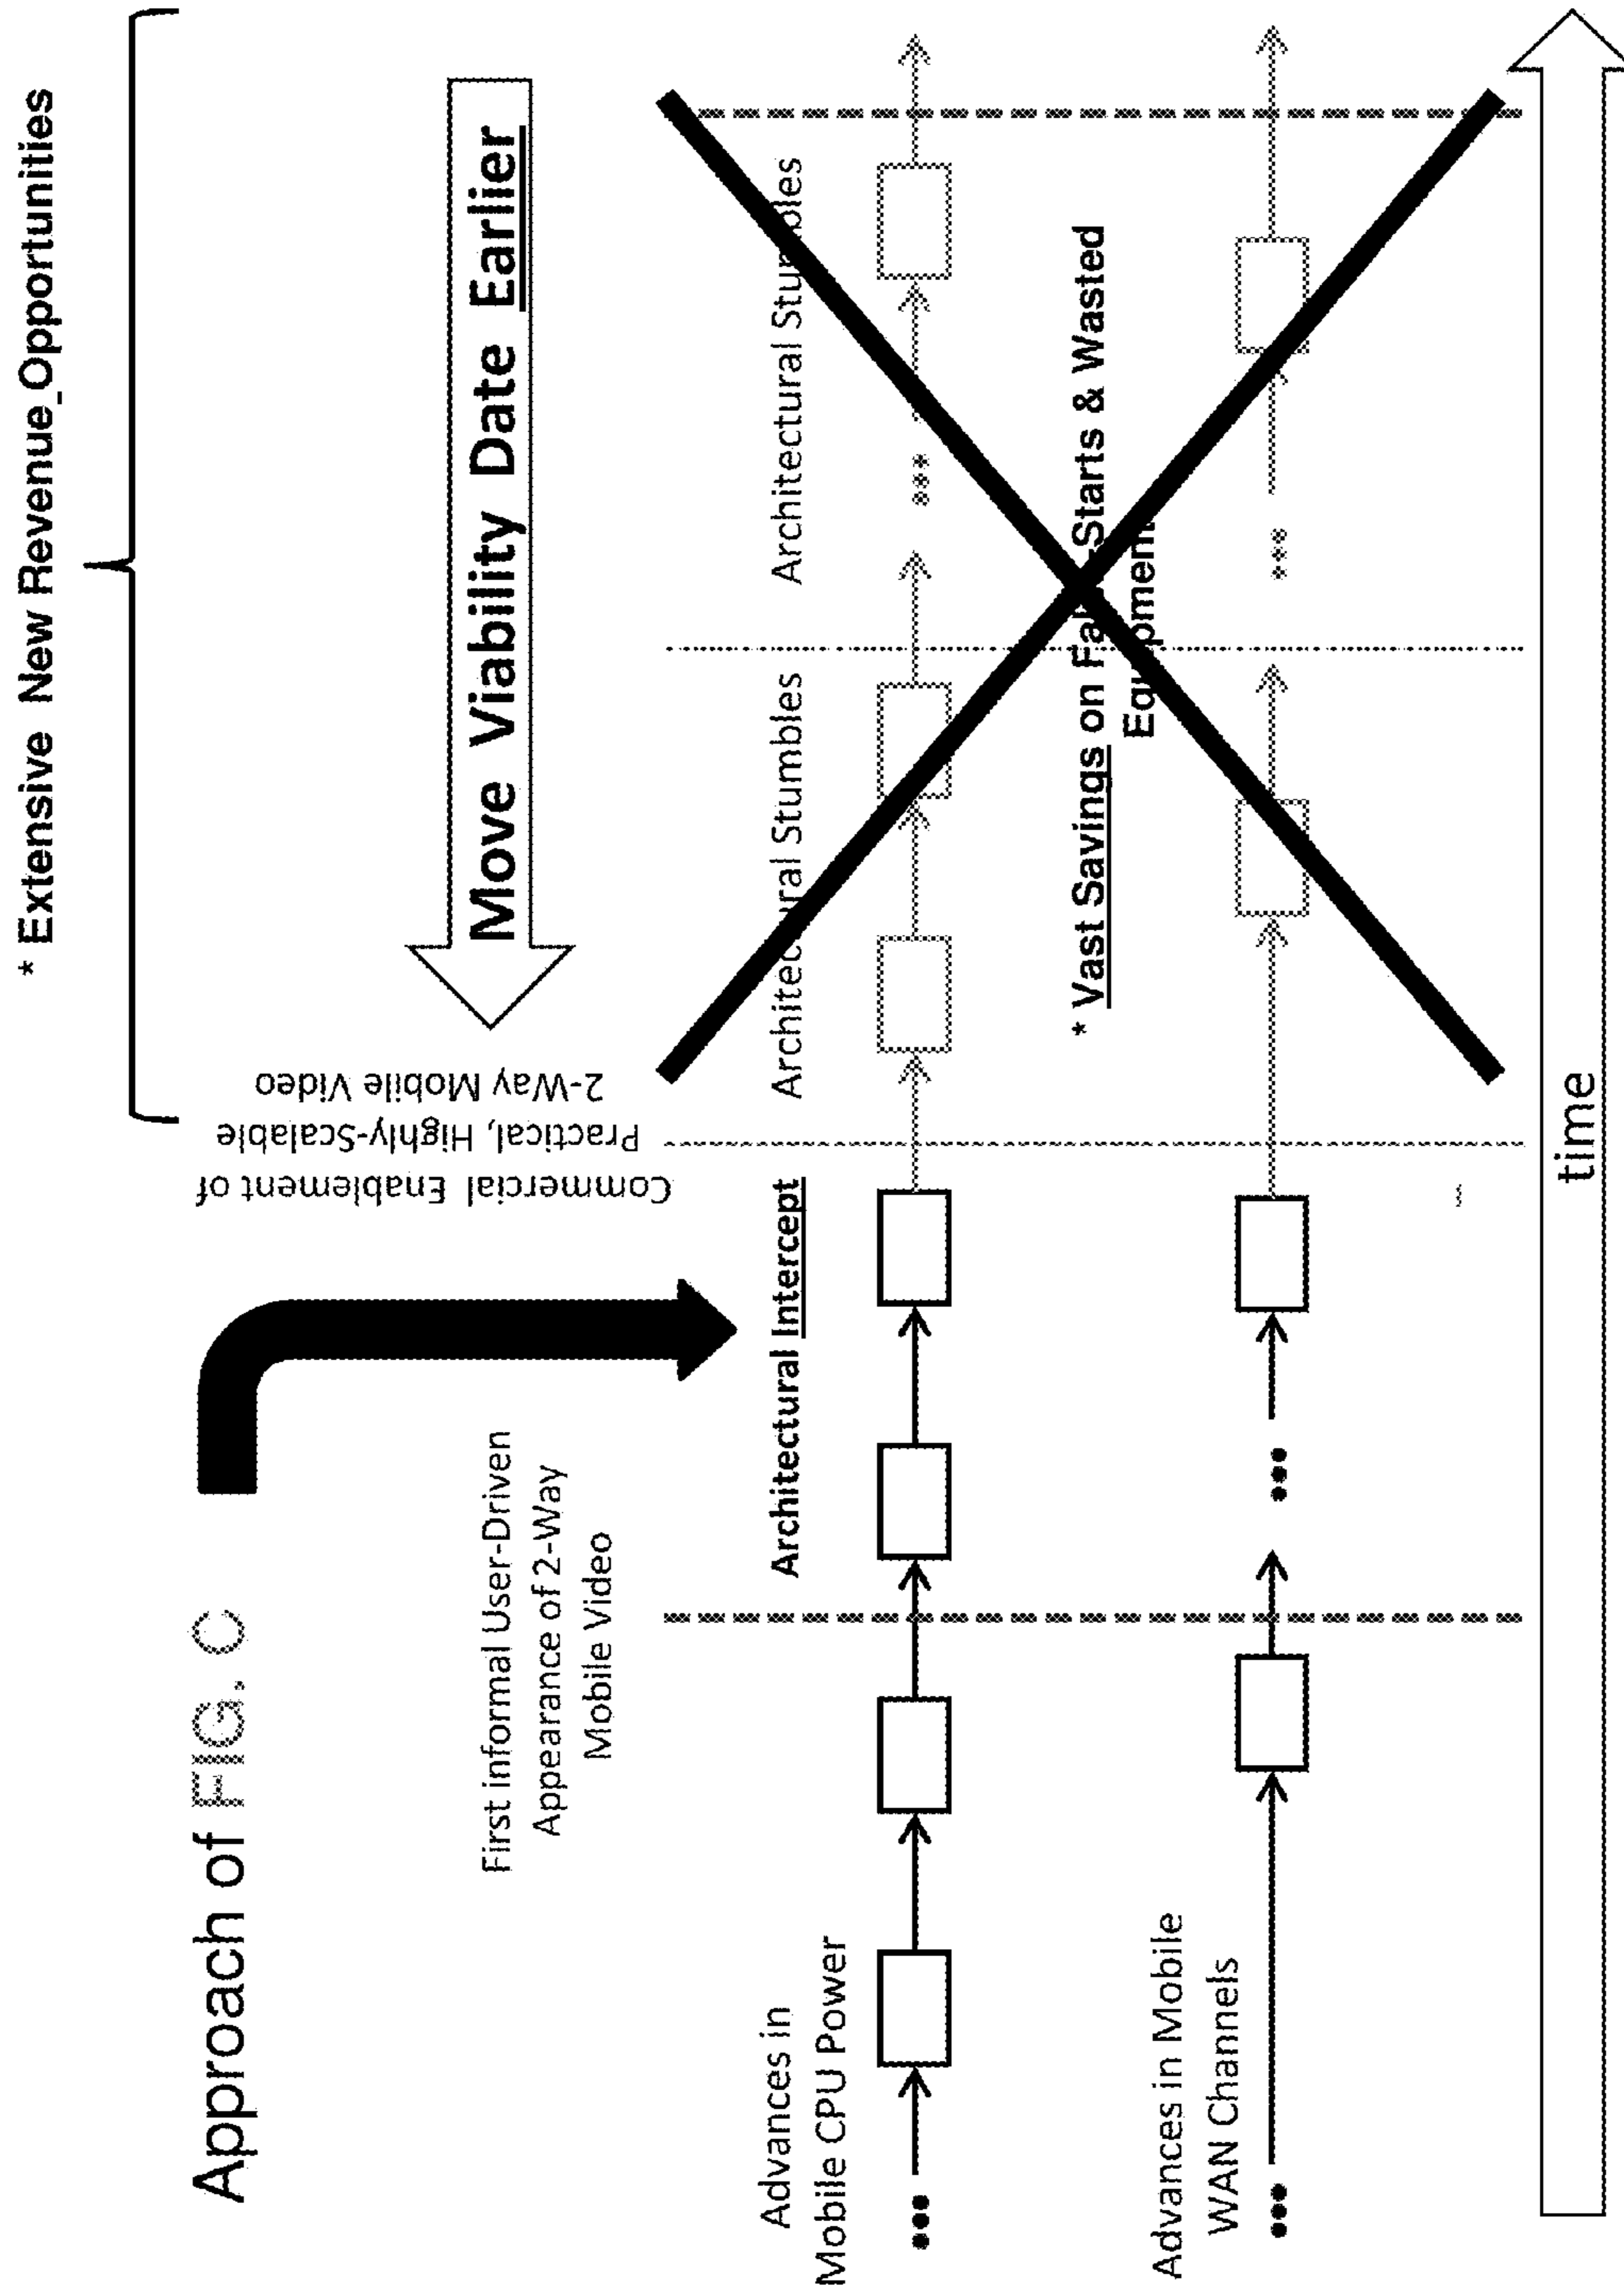 * Extensive New Revenue_Opportunities
Approach of FIG. C
Move Viability Date Earlier
First informal User-Driven
Appearance of 2-Way
Mobile Video
Commercial Enablement of
Practical, Highly-Scalable
2-Way Mobile Video
Advances in
Mobile CPU Power
Architectural Intercept
Architectural Stumbles
Architectural Stumbles
* Vast Savings on False-Starts & Wasted
Equipment
Advances in Mobile
WAN Channels
time